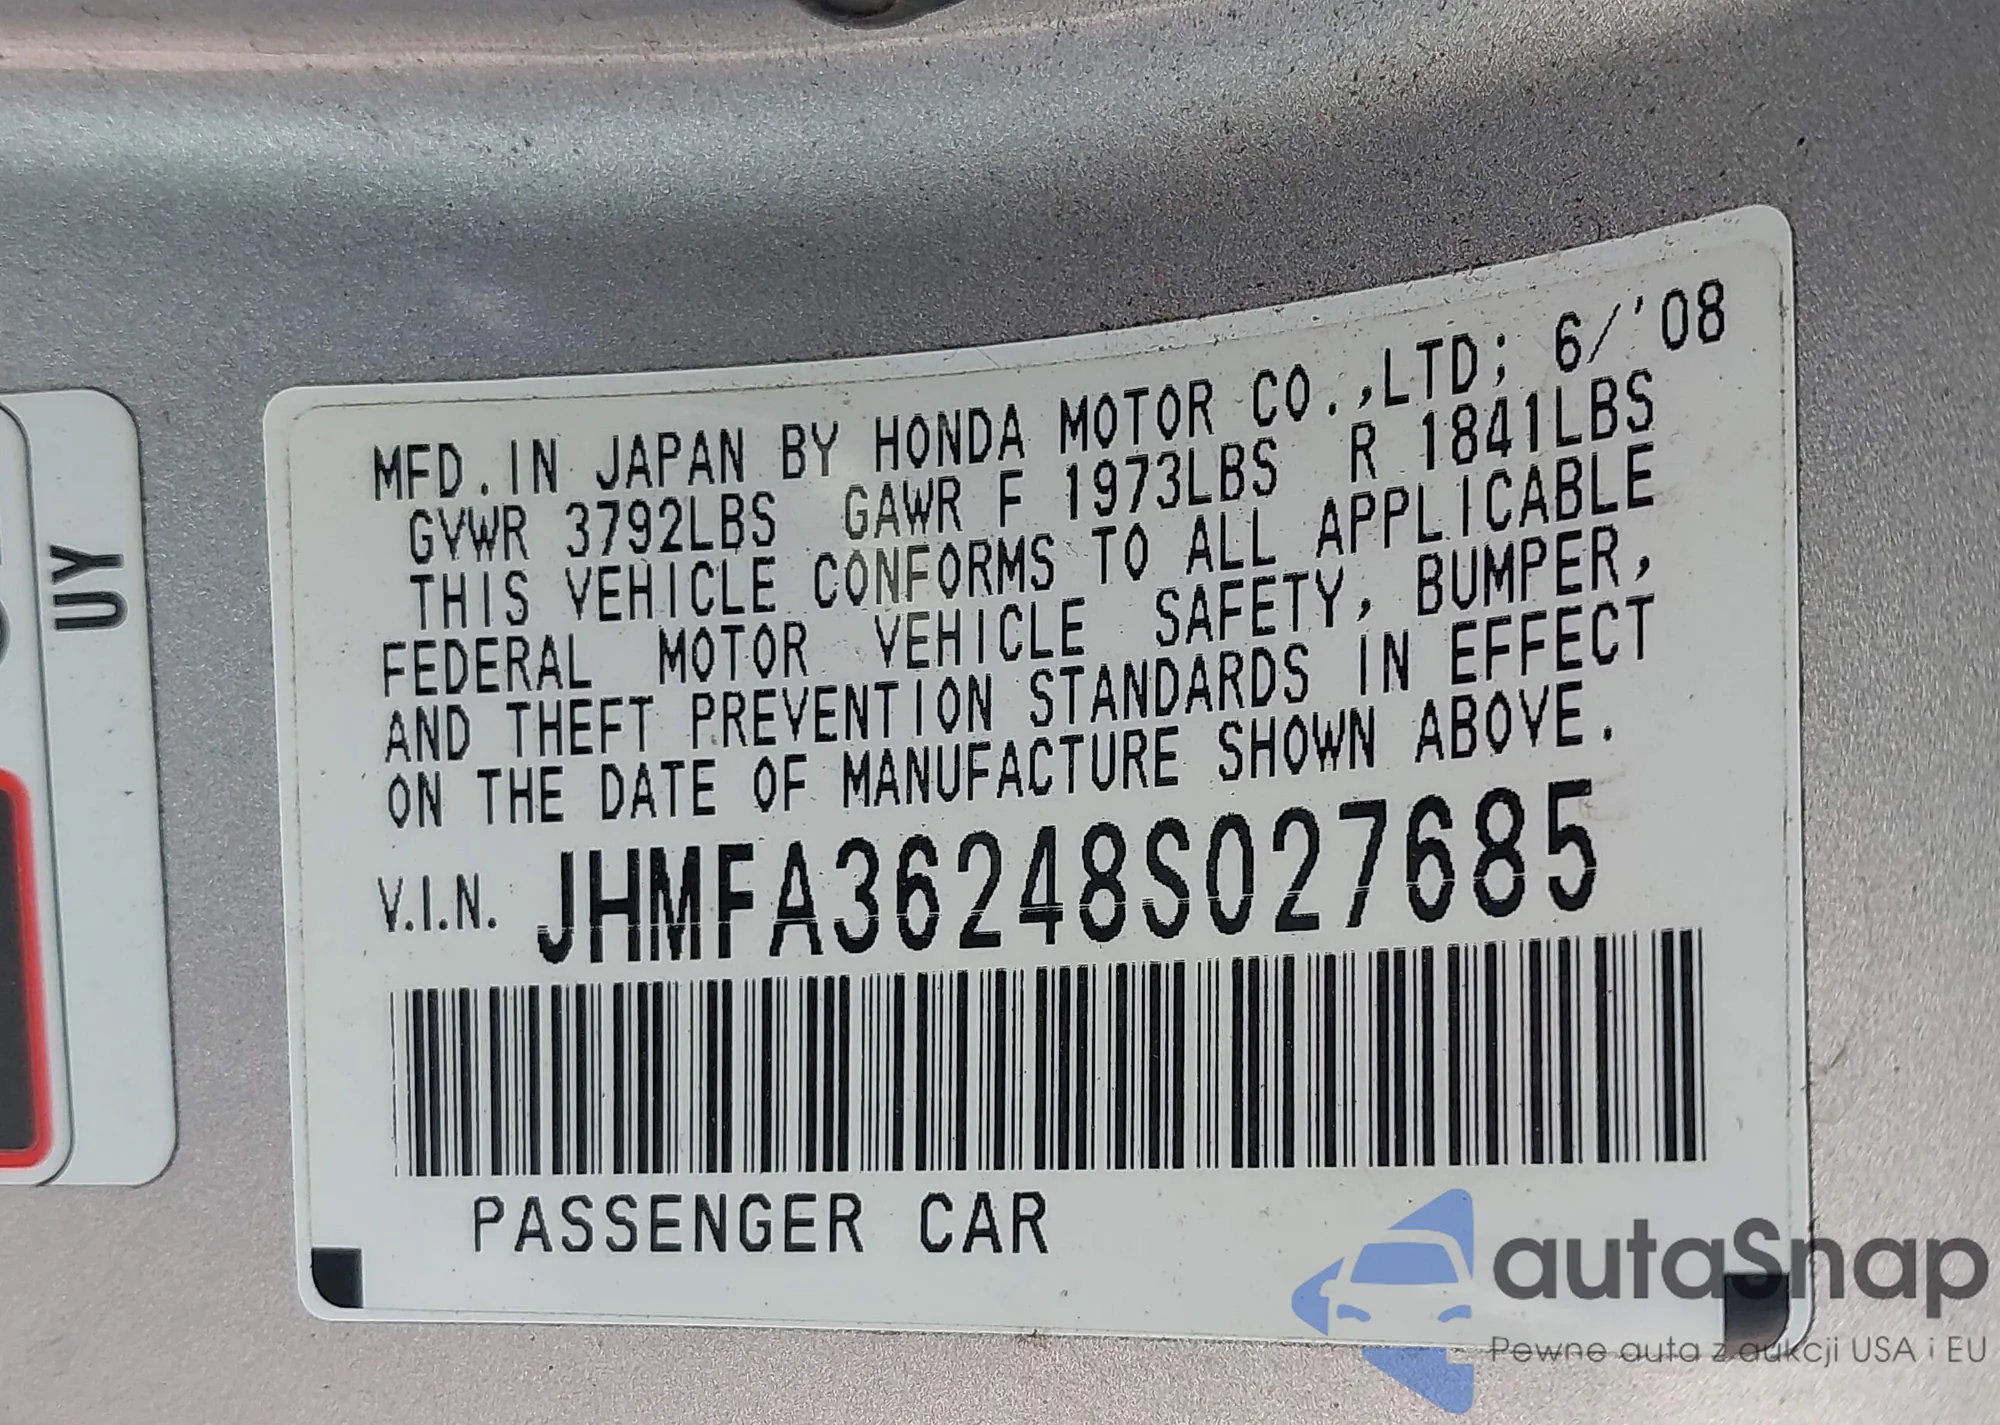 MFD. IN JAPAN BY HONDA MOTOR CO.,LTD; 6/'08
GVWR 3792LBS GAWR F 1973LBS R 1841LBS
THIS VEHICLE CONFORMS TO ALL APPLICABLE
FEDERAL MOTOR VEHICLE SAFETY, BUMPER,
AND THEFT PREVENTION STANDARDS IN EFFECT
ON THE DATE OF MANUFACTURE SHOWN ABOVE.
V.I.N. JHMFA36248S027685
PASSENGER CAR
UY
autaSnap
Pewne auta z aukcji USA i EU